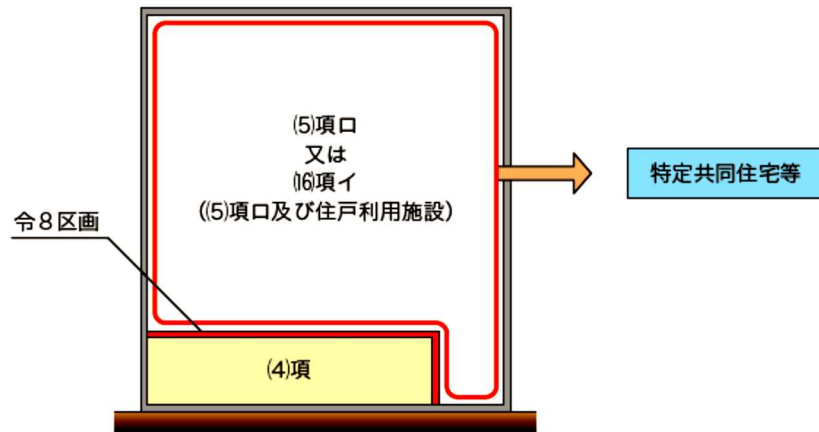 ⑸項ロ
又は
⒃項イ
(⑸項ロ及び住戸利用施設)
特定共同住宅等
令8区画
⑷項